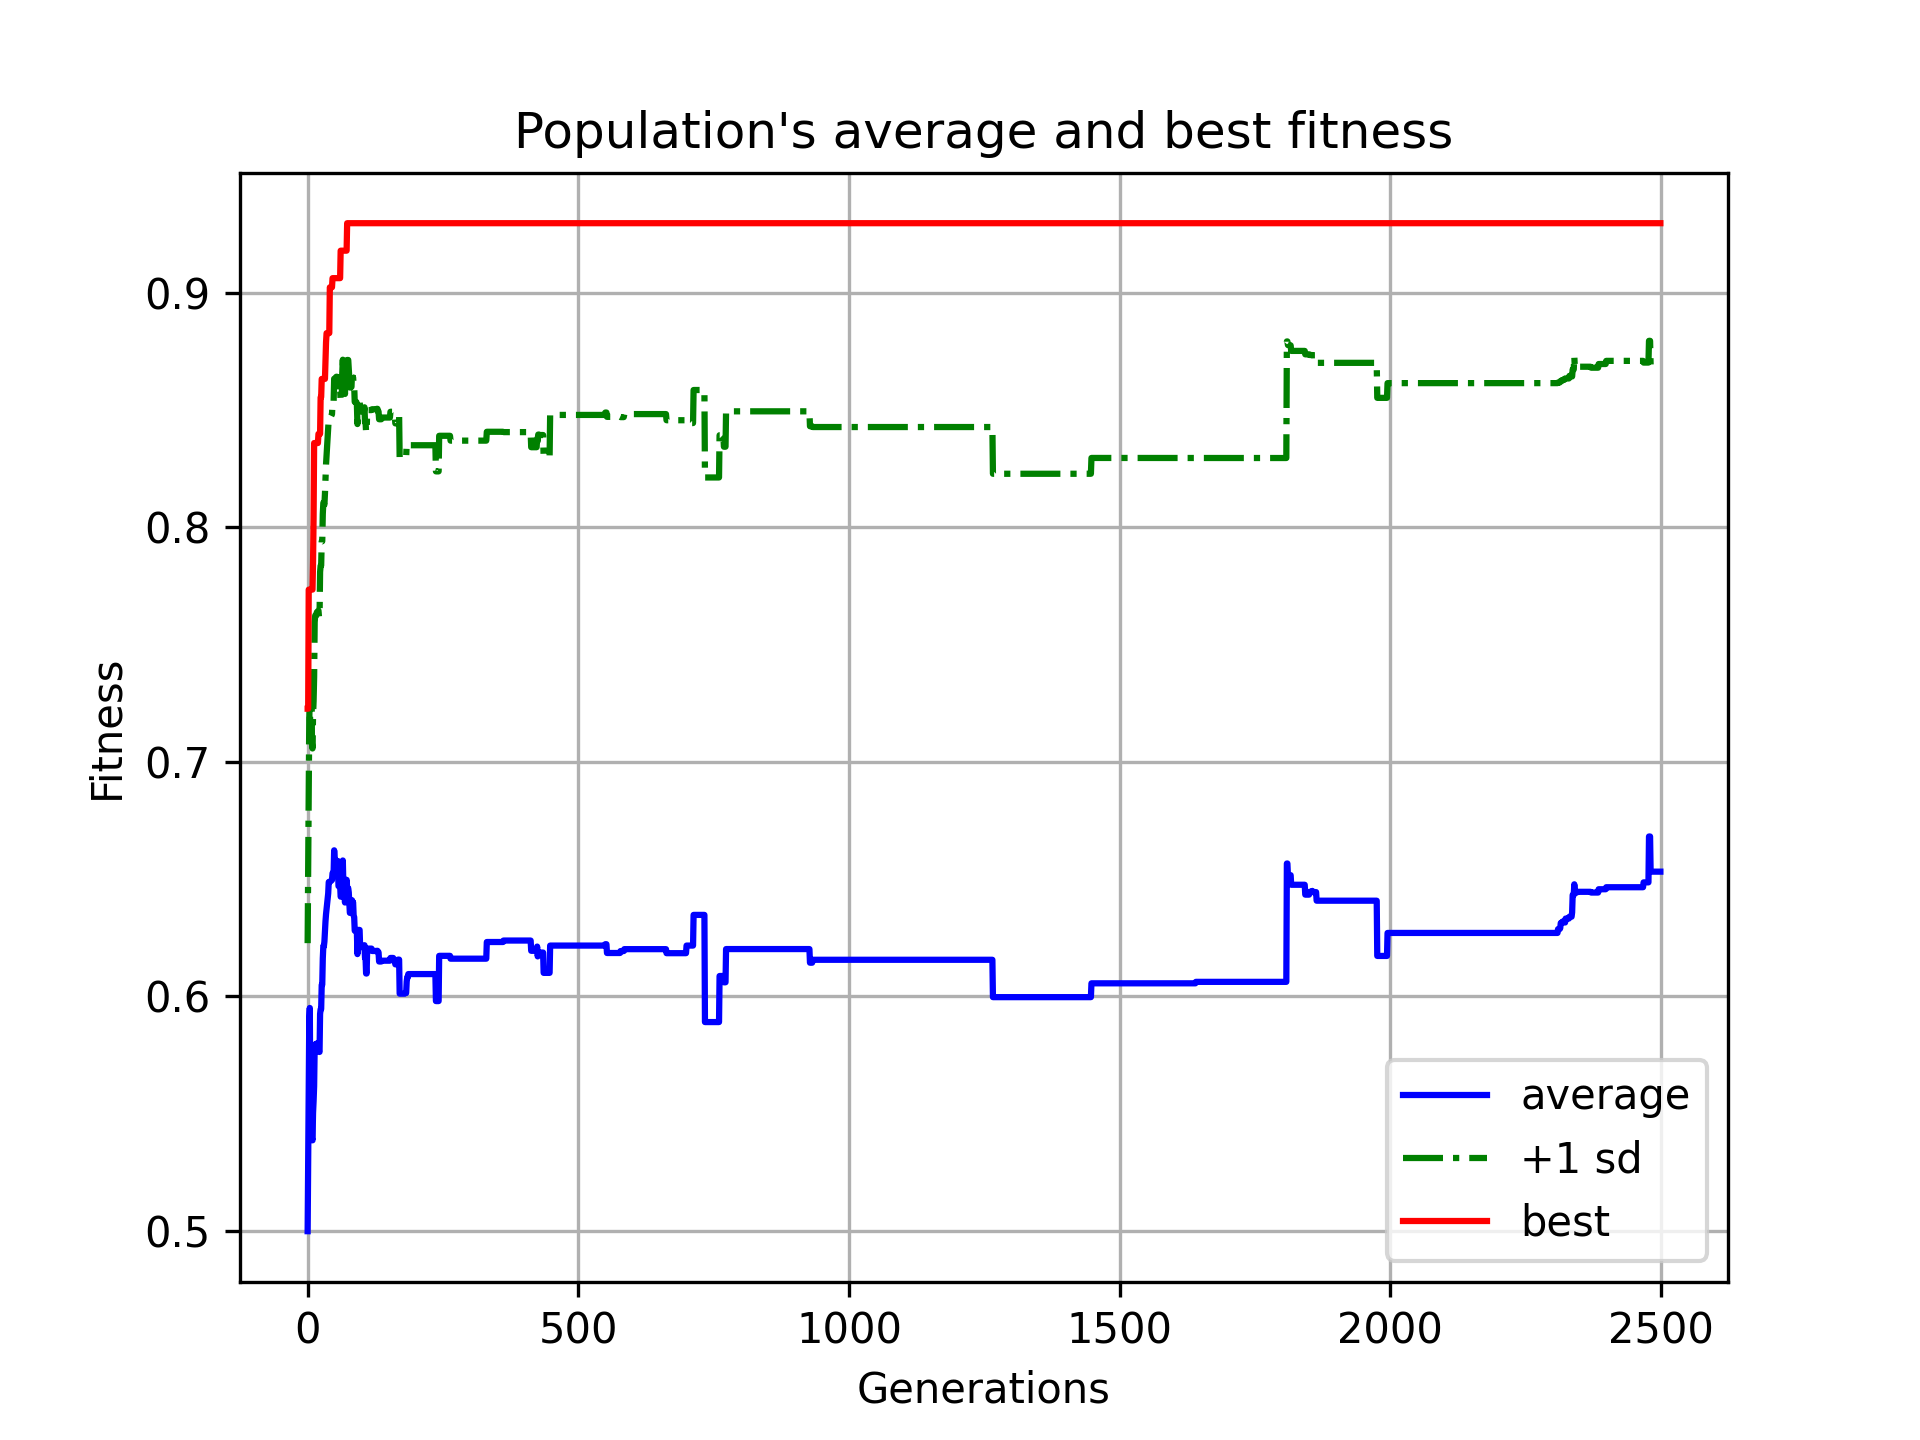 Population's average and best fitness
0.9
0.8
0.7
0.6
0.5
Fitness
0 500 1000 1500 2000 2500
Generations
average
+1 sd
best